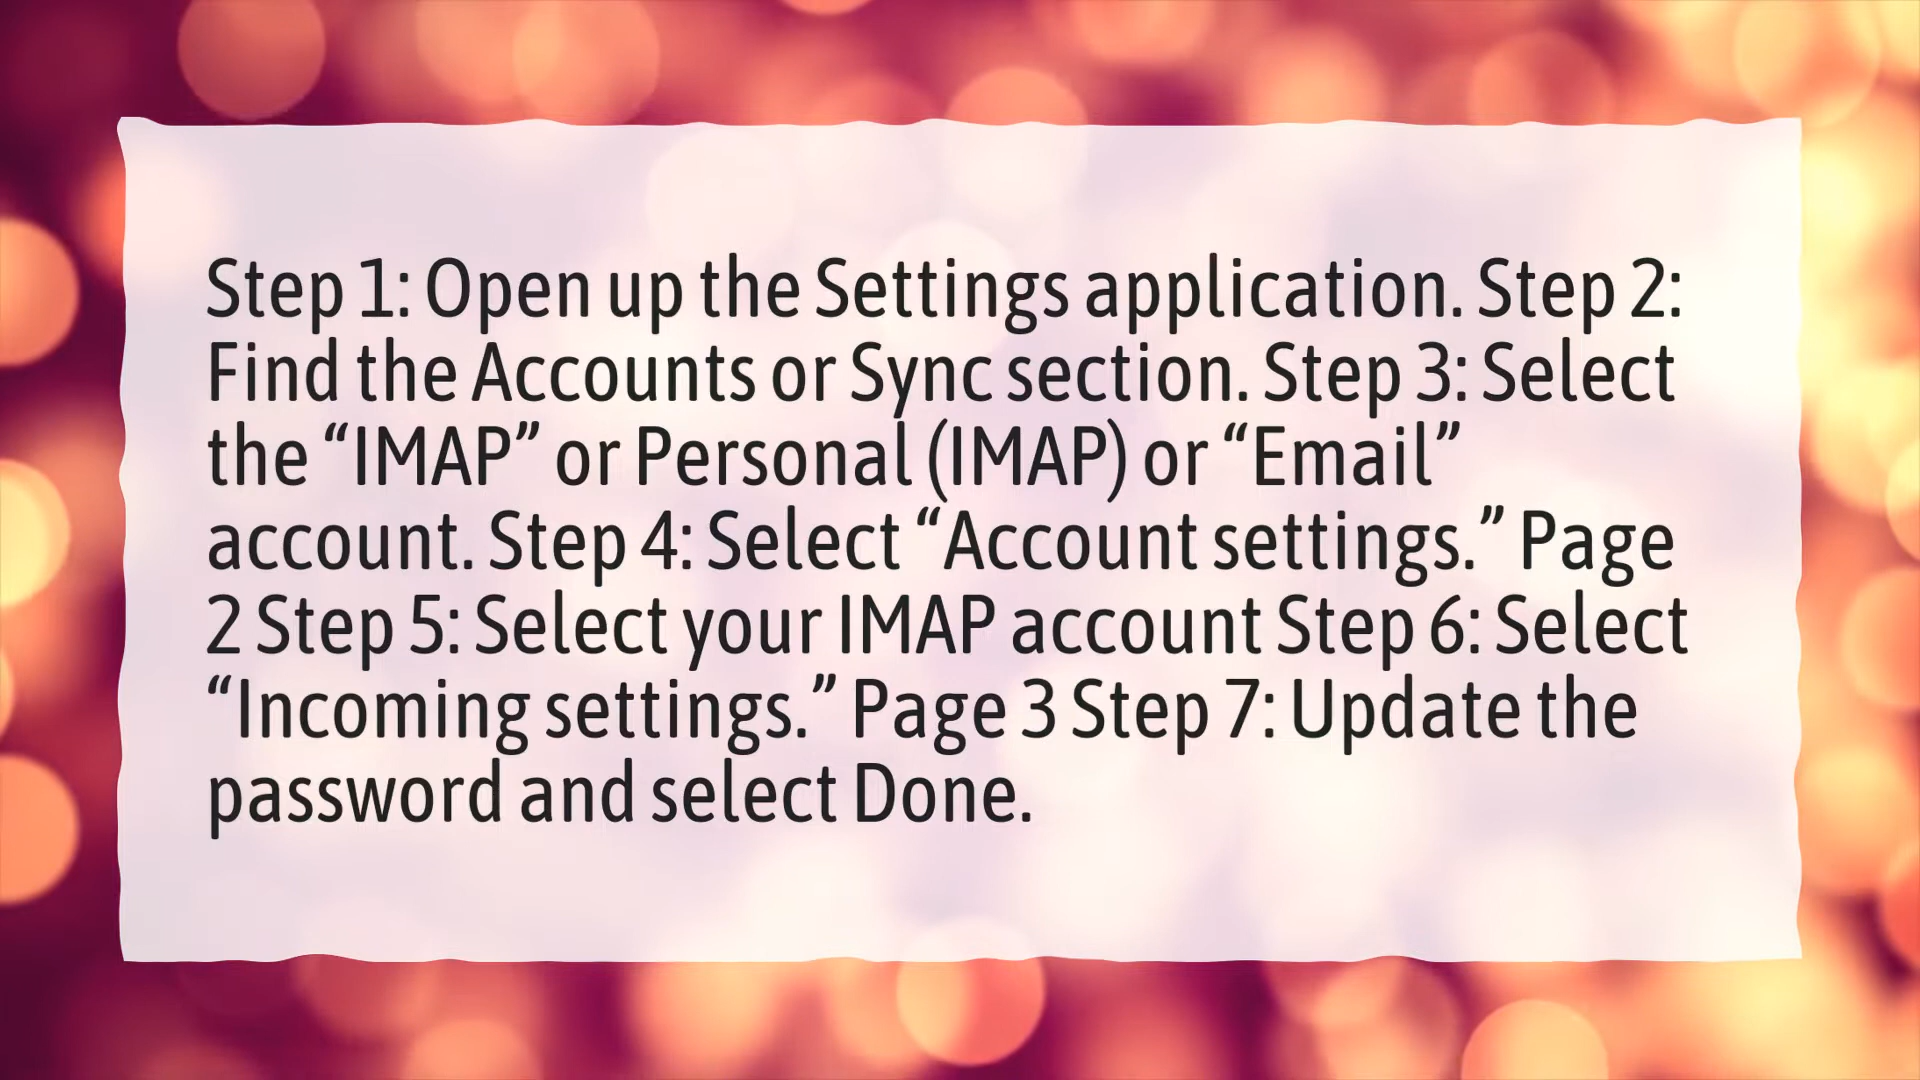 Step 1: Open up the Settings application. Step 2:
Find the Accounts or Sync section. Step 3: Select
the “IMAP” or Personal (IMAP) or “Email”
account. Step 4: Select “Account settings.” Page
2 Step 5: Select your IMAP account Step 6: Select
“Incoming settings.” Page 3 Step 7: Update the
password and select Done.